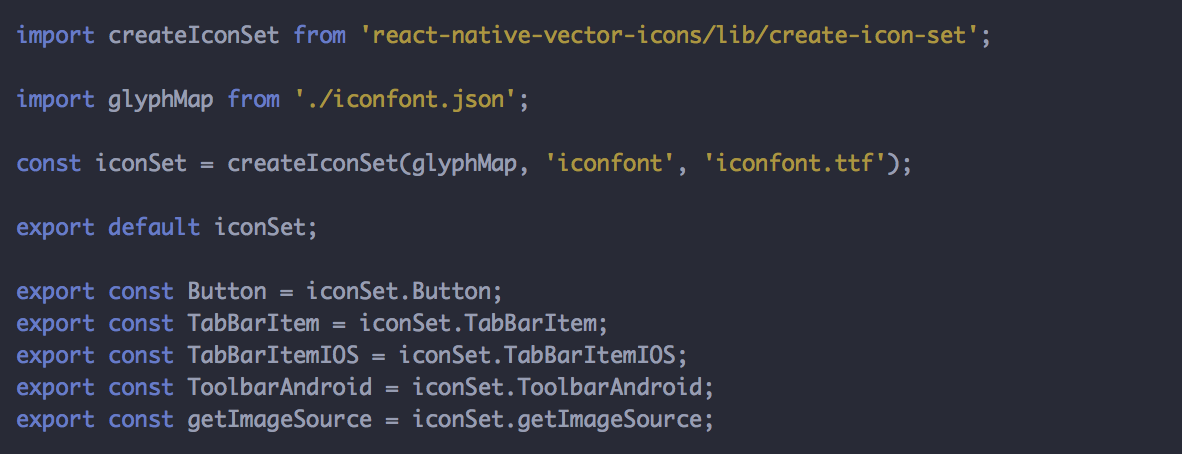 import createIconSet from 'react-native-vector-icons/lib/create-icon-set';
import glyphMap from './iconfont.json';
const iconSet = createIconSet(glyphMap, 'iconfont', 'iconfont.ttf');
export default iconSet;
export const Button = iconSet.Button;
export const TabBarItem = iconSet.TabBarItem;
export const TabBarItemIOS = iconSet.TabBarItemIOS;
export const ToolbarAndroid = iconSet.ToolbarAndroid;
export const getImageSource = iconSet.getImageSource;